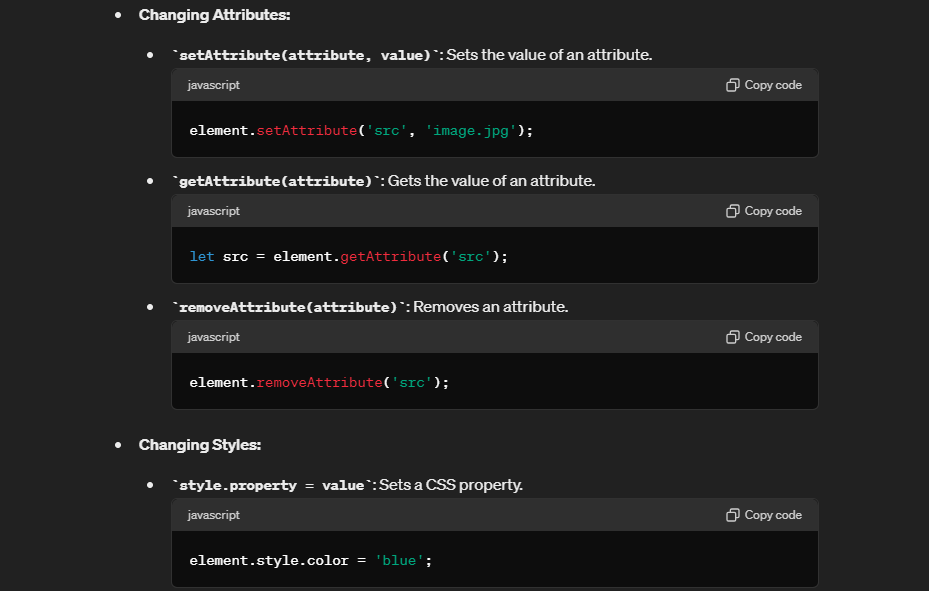 Changing Attributes:
`setAttribute(attribute, value)`: Sets the value of an attribute.
javascript Copy code
element.setAttribute('src', 'image.jpg');
`getAttribute(attribute)`: Gets the value of an attribute.
javascript Copy code
let src = element.getAttribute('src');
`removeAttribute(attribute)`: Removes an attribute.
javascript Copy code
element.removeAttribute('src');
Changing Styles:
`style.property = value`: Sets a CSS property.
javascript Copy code
element.style.color = 'blue';